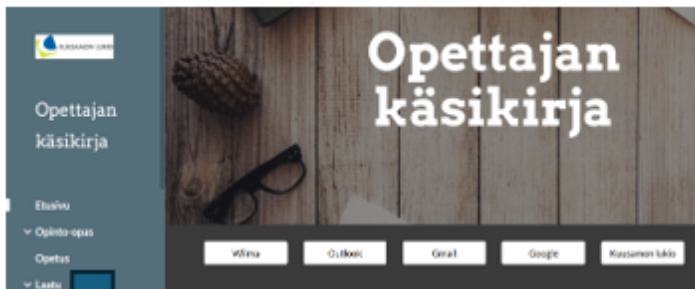 KUUSAMON LUKIO
Opettajan
käsikirja
Etusivu
Opinto-opas
Opetus
Laatu
Opettajan
käsikirja
Wilma
Outlook
Gmail
Google
Kuusamon lukio